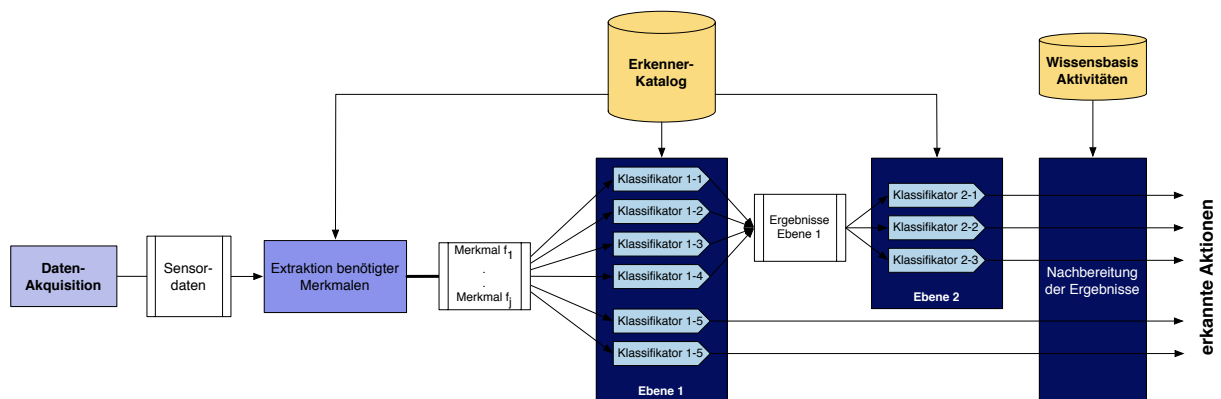 Erkenner-
Katalog
Wissensbasis
Aktivitäten
Daten-
Akquisition
Sensor-
daten
Extraktion benötigter
Merkmalen
Merkmal f1
.
.
Merkmal fj
Klassifikator 1-1
Klassifikator 1-2
Klassifikator 1-3
Klassifikator 1-4
Klassifikator 1-5
Klassifikator 1-5
Ebene 1
Ergebnisse
Ebene 1
Klassifikator 2-1
Klassifikator 2-2
Klassifikator 2-3
Ebene 2
Nachbereitung
der Ergebnisse
erkannte Aktionen